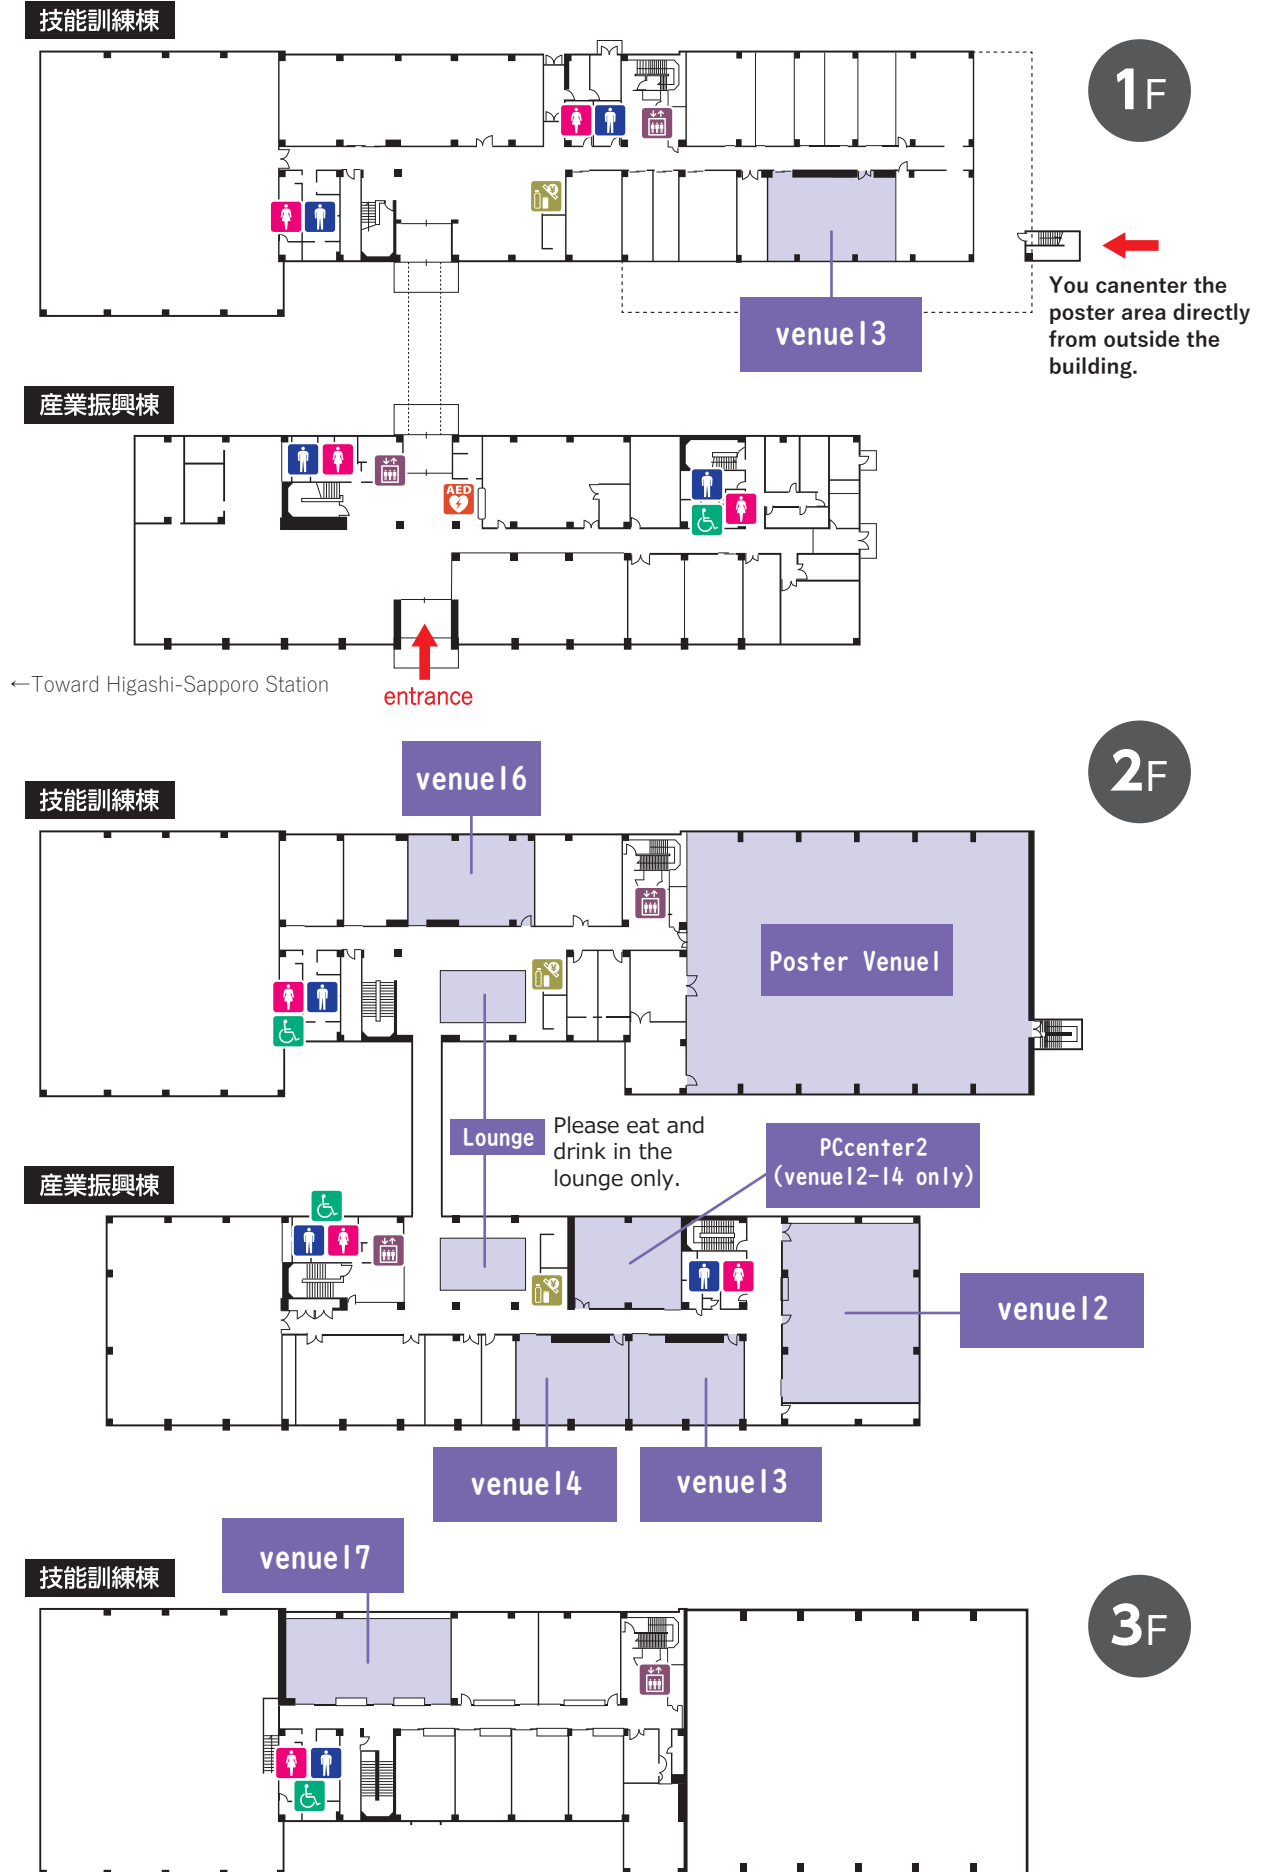 技能訓練棟
1F
venue13
You canenter the
poster area directly
from outside the
building.
産業振興棟
AED
←Toward Higashi-Sapporo Station
entrance
2F
venue16
技能訓練棟
Poster Venue1
Lounge
Please eat and
drink in the
lounge only.
PCcenter2
(venue12-14 only)
産業振興棟
venue12
venue14
venue13
venue17
技能訓練棟
3F